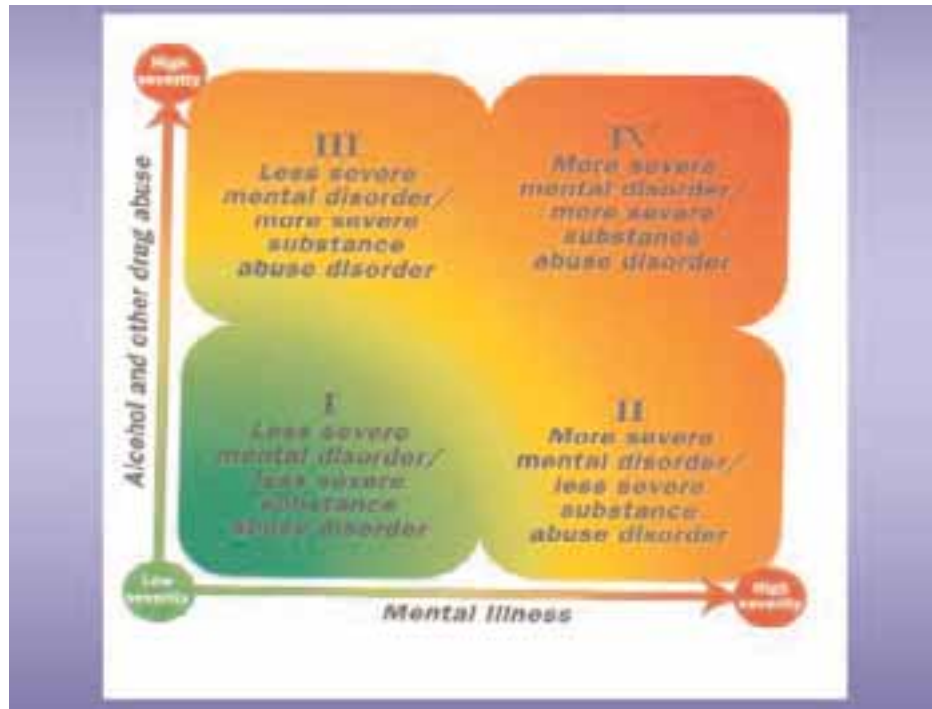 High
severity
Alcohol and other drug abuse
III
Less severe
mental disorder/
more severe
substance
abuse disorder
IV
More severe
mental disorder/
more severe
substance
abuse disorder
I
Less severe
mental disorder/
less severe
substance
abuse disorder
II
More severe
mental disorder/
less severe
substance
abuse disorder
Low
severity
Mental Illness
High
severity